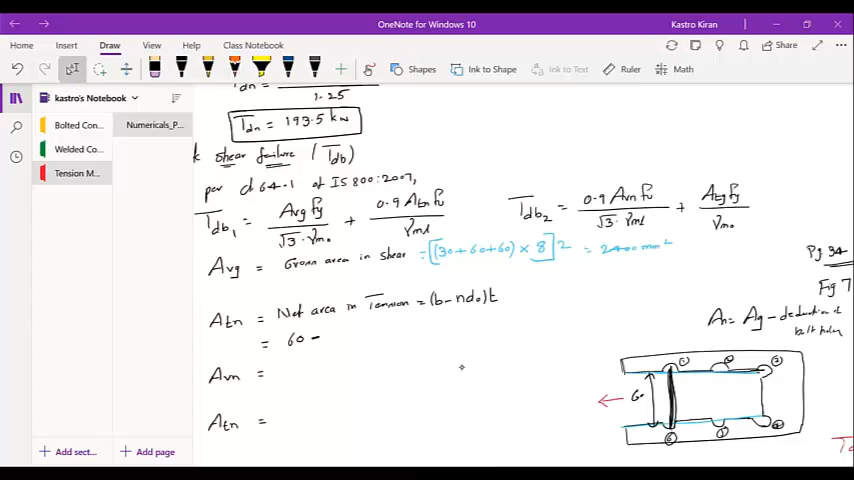 OneNote for Windows 10
Kastro Kiran
Home Insert Draw View Help Class Notebook
Share
Shapes Ink to Shape Ink to Text Ruler Math
kastro's Notebook
Bolted Con...
Welded Co...
Tension M...
Numericals_P...
Tdn =
1.25
Tdn = 193.5 kN
k shear failure (Tdb)
per cl 6.4.1 of IS 800:2007,
Tdb1 = Avg fy / √3 . γm0 + 0.9 Atn fu / γml
Tdb2 = 0.9 Avn fu / √3 . γml + Atg fy / γm0
Avg = Gross area in shear = [(30+60+60) × 8] 2 = 2400 mm²
Pg 34
Fig 7
Atn = Net area in Tension = (b - nd0)t
= 60 -
An = Ag - deduction of bolt holes
Avn =
Atn =
60
+ Add sect...
+ Add page